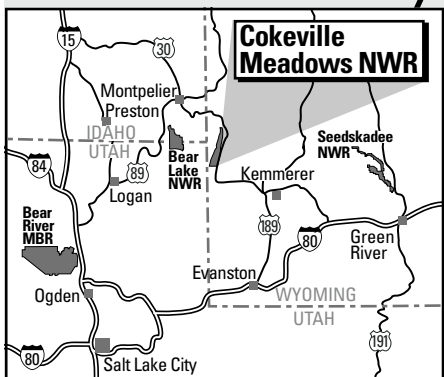 15
30
Cokeville
Meadows NWR
Montpelier
Preston
IDAHO
UTAH
Seedskadee
NWR
84
89
Bear
Lake
NWR
Kemmerer
Logan
Bear
River
MBR
189
80
Green
River
Evanston
WYOMING
UTAH
Ogden
191
80
Salt Lake City